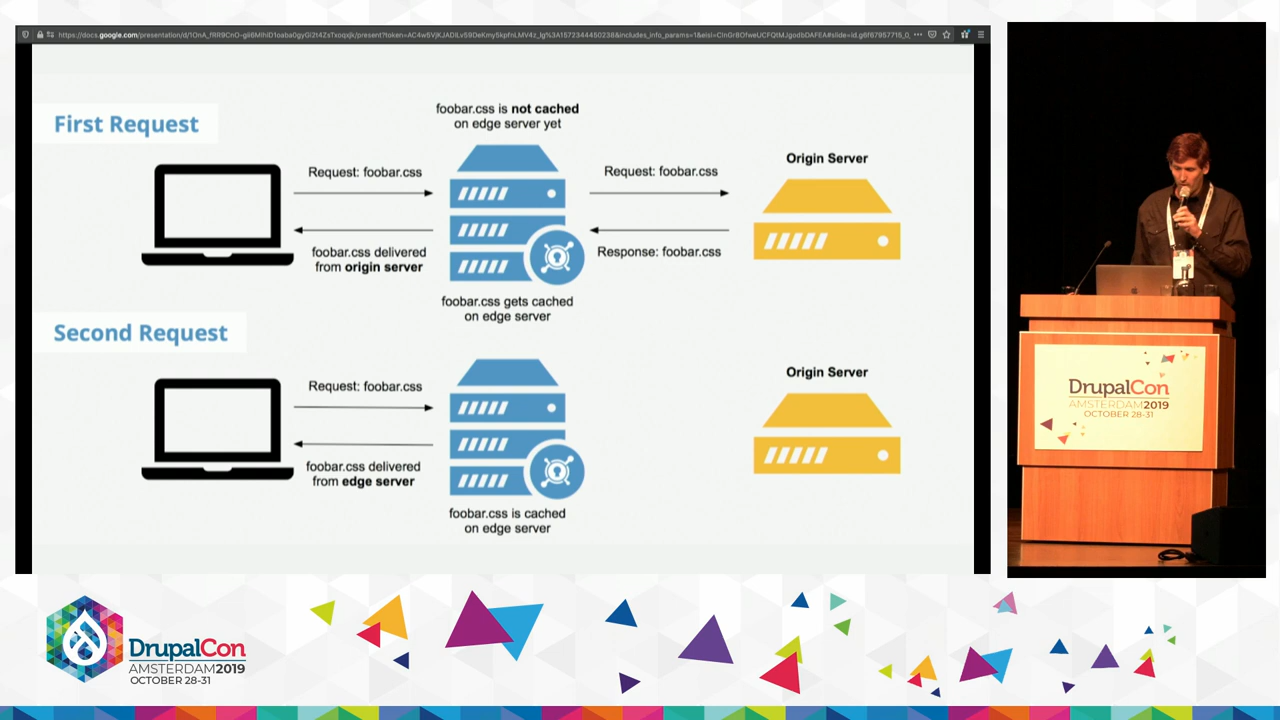 First Request
foobar.css is not cached
on edge server yet
Request: foobar.css
Request: foobar.css
Origin Server
foobar.css delivered
from origin server
Response: foobar.css
foobar.css gets cached
on edge server
Second Request
Request: foobar.css
Origin Server
foobar.css delivered
from edge server
foobar.css is cached
on edge server
DrupalCon
AMSTERDAM2019
OCTOBER 28-31
DrupalCon
AMSTERDAM2019
OCTOBER 28-31